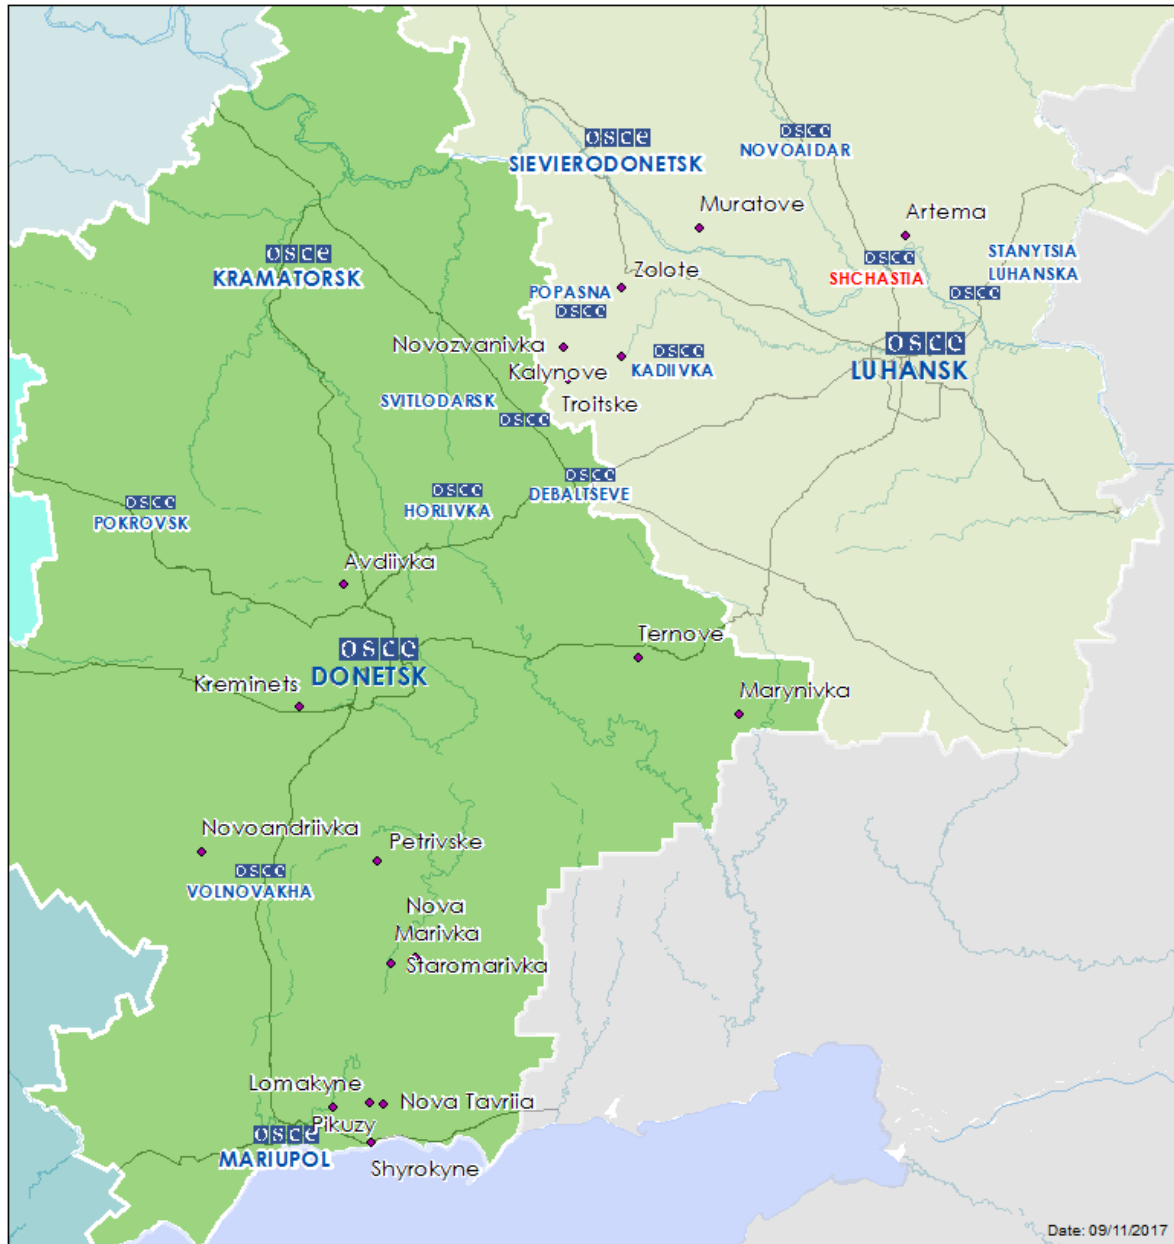 OSCE
SIEVIERODONETSK
OSCE
NOVOAIDAR
Muratove
Artema
OSCE
KRAMATORSK
OSCE
SHCHASTIA
STANYTSIA
LUHANSKA
OSCE
Zolote
POPASNA
OSCE
Novozvanivka
OSCE
KADIIVKA
OSCE
LUHANSK
Kalynove
Troitske
SVITLODARSK
OSCE
OSCE
DEBALTSEVE
OSCE
HORLIVKA
OSCE
POKROVSK
Avdiivka
OSCE
DONETSK
Ternove
Kreminets
Marynivka
Novoandriivka
Petrivske
OSCE
VOLNOVAKHA
Nova
Marivka
Staromarivka
Lomakyne
Nova Tavriia
Pikuzy
OSCE
MARIUPOL
Shyrokyne
Date: 09/11/2017